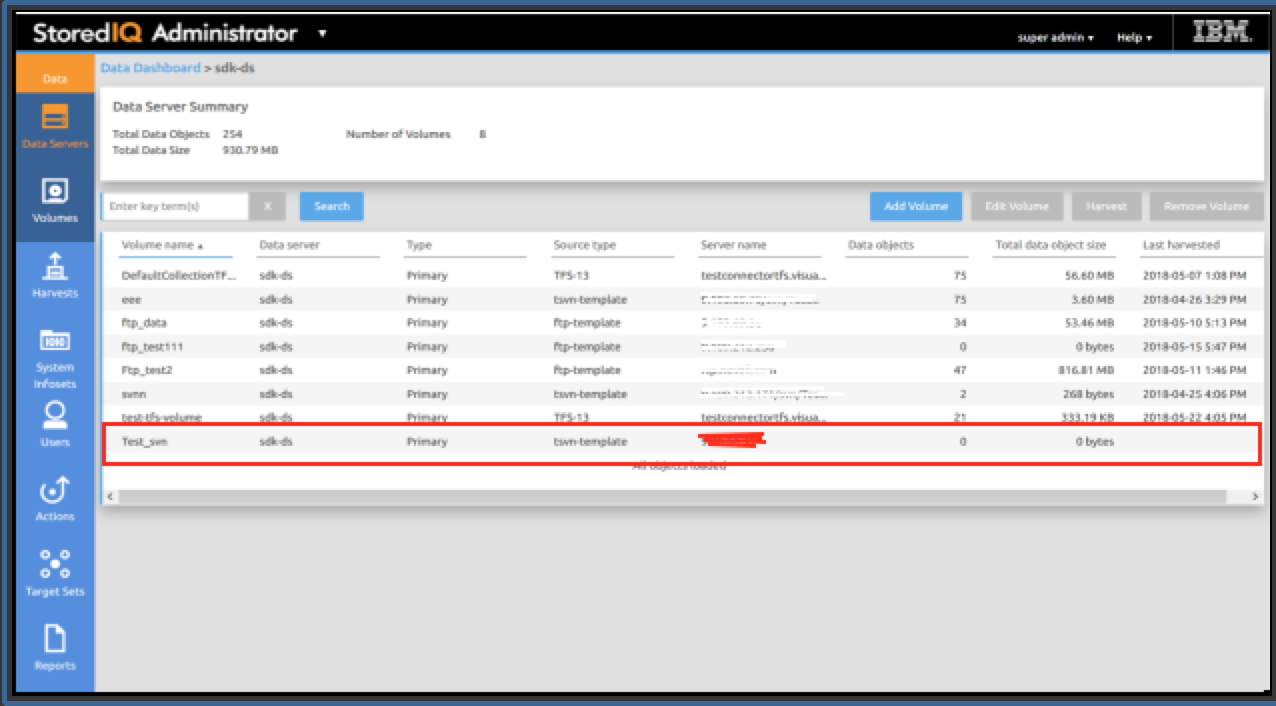 StoredIQ Administrator
super admin
Help
IBM
Data
Data Servers
Volumes
Harvests
System Infosets
Users
Actions
Target Sets
Reports
Data Dashboard > sdk-ds
Data Server Summary
Total Data Objects 254 Number of Volumes 8
Total Data Size 930.79 MB
Enter key term(s) X Search Add Volume Edit Volume Harvest Remove Volume
Volume name Data server Type Source type Server name Data objects Total data object size Last harvested
DefaultCollectionTF... sdk-ds Primary TFS-13 testconnectortfs.visua... 75 56.60 MB 2018-05-07 1:08 PM
eee sdk-ds Primary tsvn-template 75 3.60 MB 2018-04-26 3:29 PM
ftp_data sdk-ds Primary ftp-template 34 53.46 MB 2018-05-10 5:13 PM
ftp_test111 sdk-ds Primary ftp-template 0 0 bytes 2018-05-15 5:47 PM
Ftp_test2 sdk-ds Primary ftp-template 47 816.81 MB 2018-05-11 1:46 PM
svnn sdk-ds Primary tsvn-template 2 268 bytes 2018-04-25 4:06 PM
test-tfs-volume sdk-ds Primary TFS-13 testconnectortfs.visua... 21 333.19 KB 2018-05-22 4:05 PM
Test_svn sdk-ds Primary tsvn-template 0 0 bytes
All objects loaded